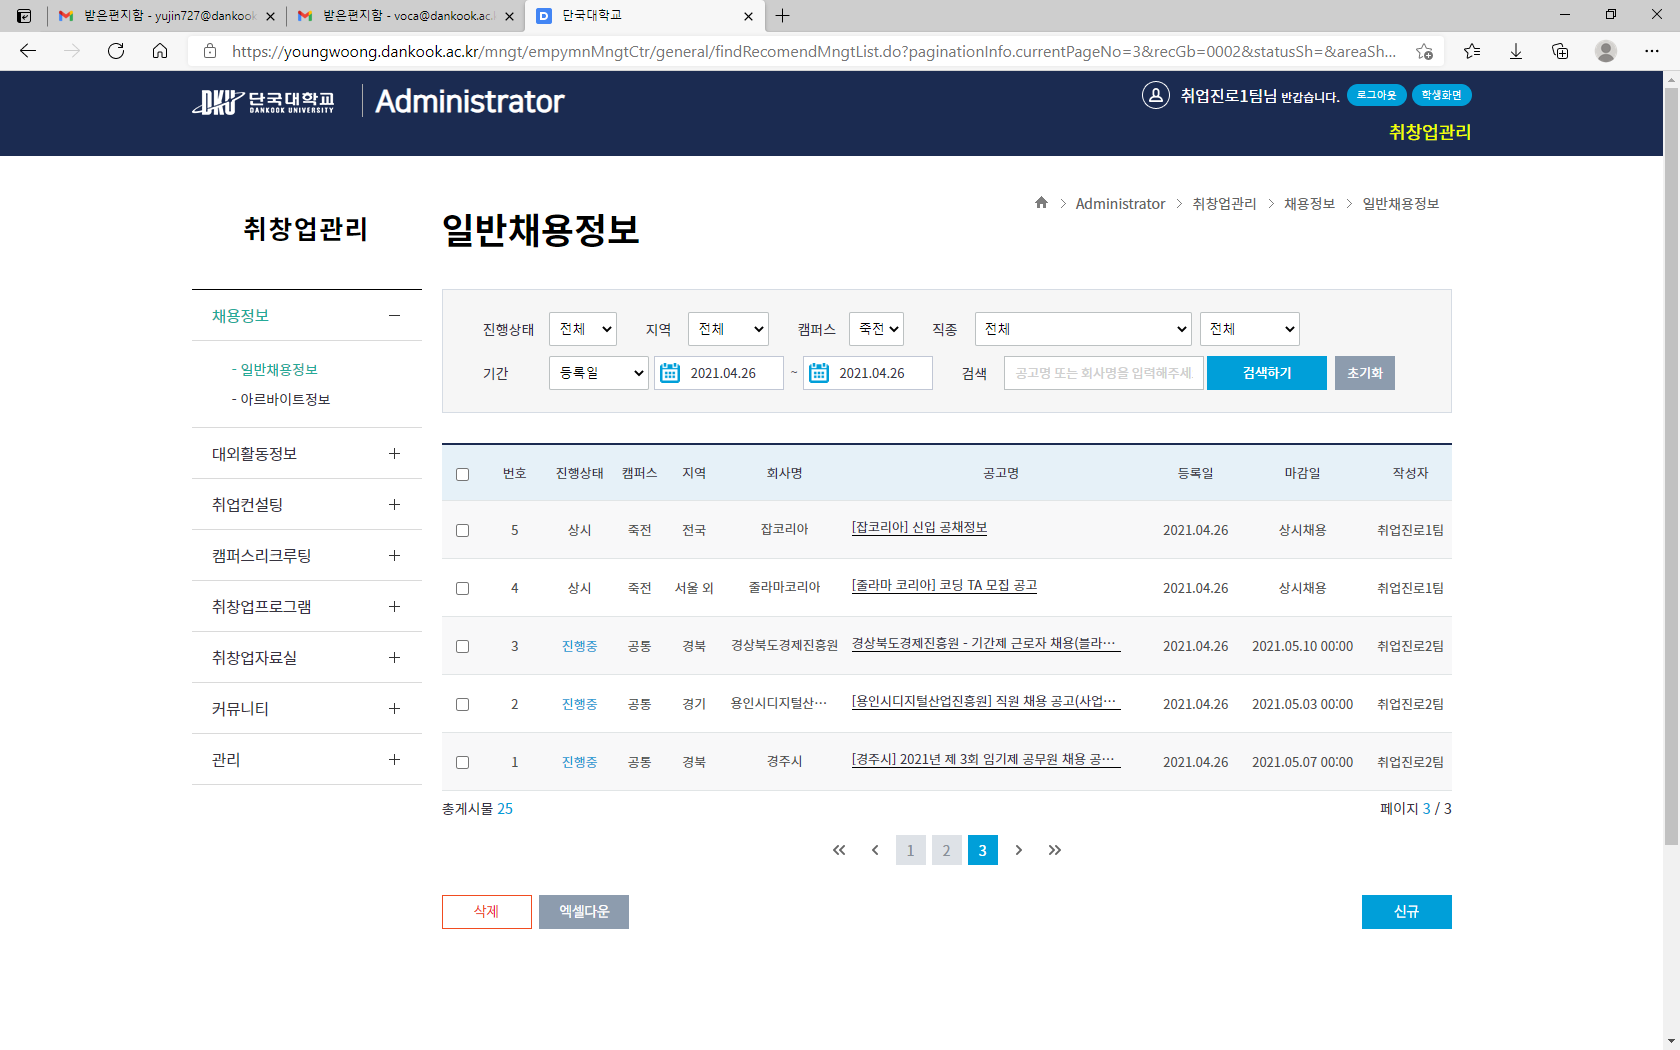 받은편지함 - yujin727@dankook
받은편지함 - voca@dankook.ac.
단국대학교
https://youngwoong.dankook.ac.kr/mngt/empymnMngtCtr/general/findRecomendMngtList.do?paginationInfo.currentPageNo=3&recGb=0002&statusSh=&areaSh...
DKU 단국대학교 DANKOOK UNIVERSITY Administrator
취업진로1팀님 반갑습니다. 로그아웃 학생화면
취창업관리
Administrator > 취창업관리 > 채용정보 > 일반채용정보
취창업관리
일반채용정보
채용정보
- 일반채용정보
- 아르바이트정보
대외활동정보
취업컨설팅
캠퍼스리크루팅
취창업프로그램
취창업자료실
커뮤니티
관리
진행상태 전체 지역 전체 캠퍼스 죽전 직종 전체 전체
기간 등록일 2021.04.26 ~ 2021.04.26 검색 공고명 또는 회사명을 입력해주세. 검색하기 초기화
번호 진행상태 캠퍼스 지역 회사명 공고명 등록일 마감일 작성자
5 상시 죽전 전국 잡코리아 [잡코리아] 신입 공채정보 2021.04.26 상시채용 취업진로1팀
4 상시 죽전 서울 외 줄라마코리아 [줄라마 코리아] 코딩 TA 모집 공고 2021.04.26 상시채용 취업진로1팀
3 진행중 공통 경북 경상북도경제진흥원 경상북도경제진흥원 - 기간제 근로자 채용(블라… 2021.04.26 2021.05.10 00:00 취업진로2팀
2 진행중 공통 경기 용인시디지털산… [용인시디지털산업진흥원] 직원 채용 공고(사업… 2021.04.26 2021.05.03 00:00 취업진로2팀
1 진행중 공통 경북 경주시 [경주시] 2021년 제 3회 임기제 공무원 채용 공… 2021.04.26 2021.05.07 00:00 취업진로2팀
총게시물 25
페이지 3 / 3
1 2 3
삭제 엑셀다운 신규